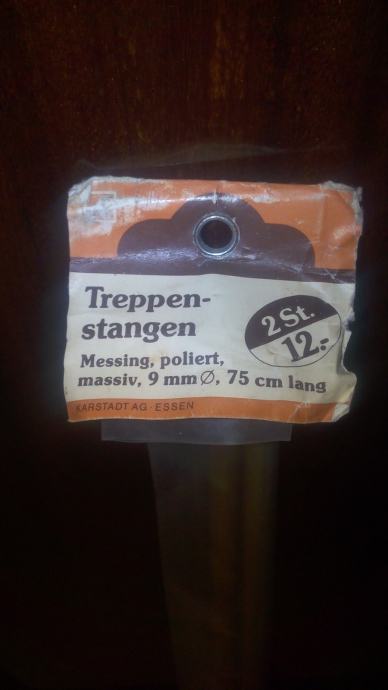 Treppen-
stangen
2 St.
12.-
Messing, poliert,
massiv, 9 mm Ø, 75 cm lang
KARSTADT AG · ESSEN